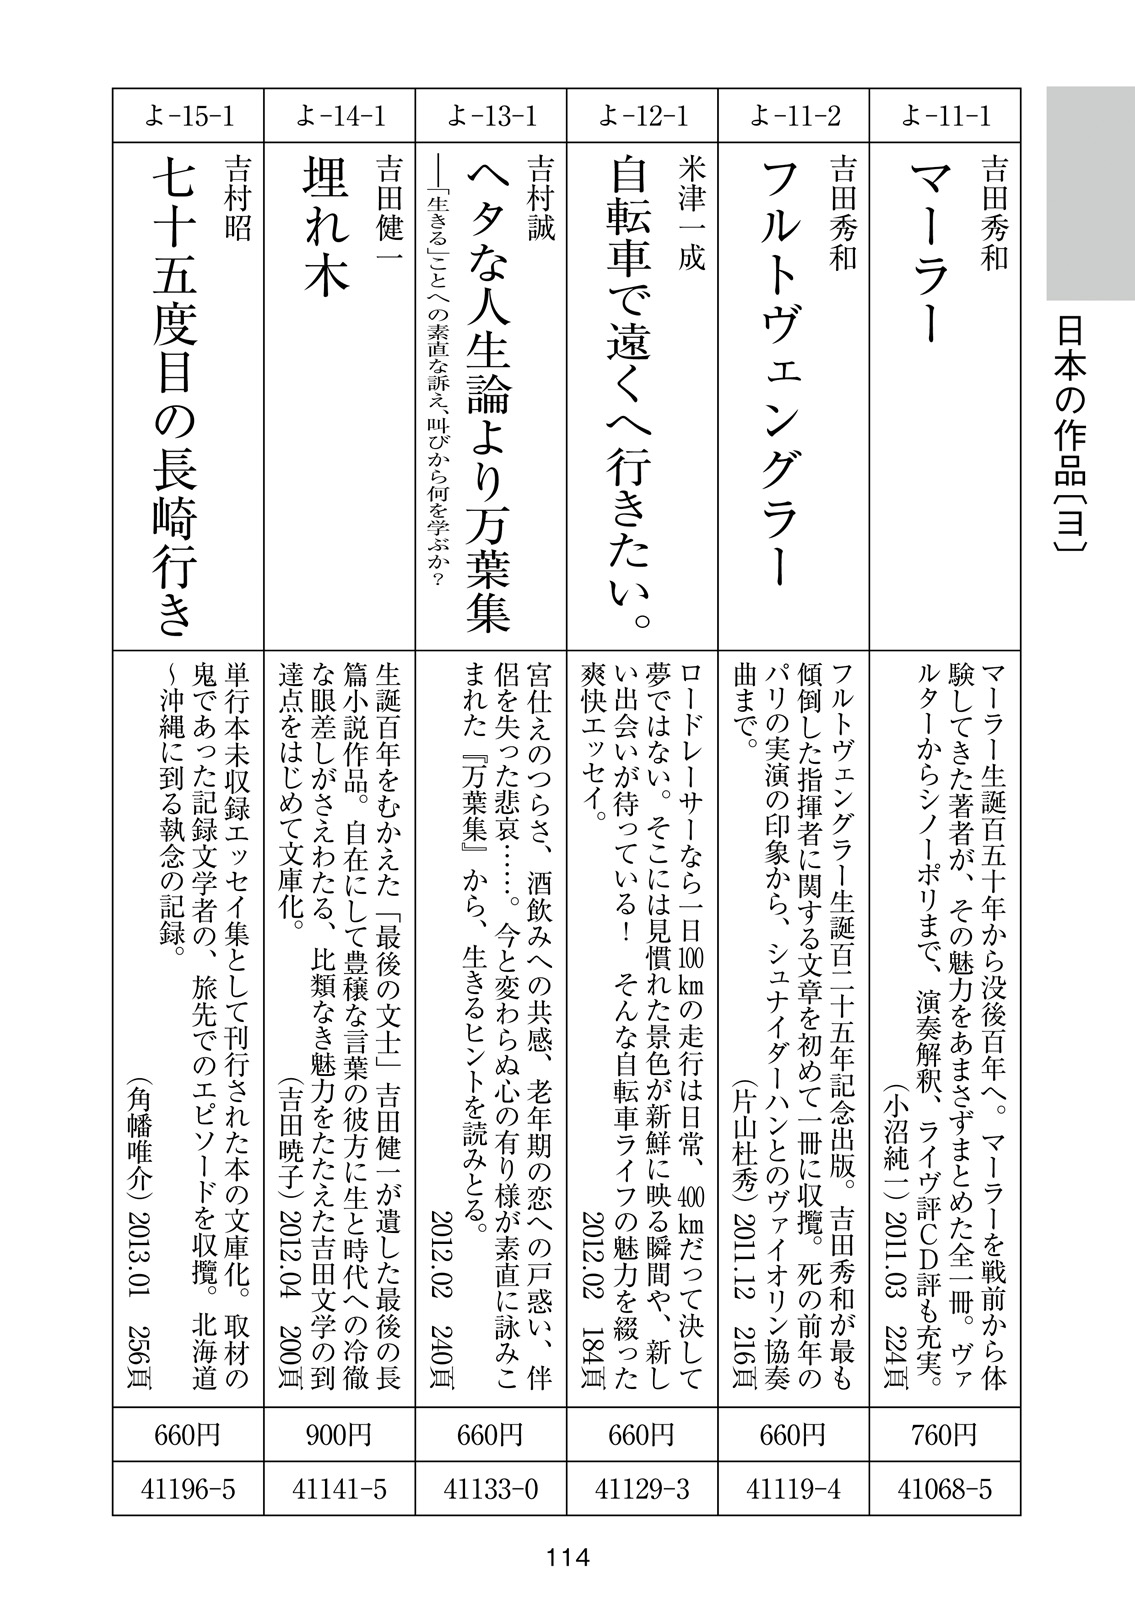 日本の作品〔ヨ〕
よ-11-1
吉田秀和
マーラー
マーラー生誕百五十年から没後百年へ。マーラーを戦前から体
験してきた著者が、その魅力をあまさずまとめた全一冊。ヴァ
ルターからシノーポリまで、演奏解釈、ライヴ評ＣＤ評も充実。
（小沼純一）2011.03　224頁
760円
41068-5
よ-11-2
吉田秀和
フルトヴェングラー
フルトヴェングラー生誕百二十五年記念出版。吉田秀和が最も
傾倒した指揮者に関する文章を初めて一冊に収攬。死の前年の
パリの実演の印象から、シュナイダーハンとのヴァイオリン協奏
曲まで。
（片山杜秀）2011.12　216頁
660円
41119-4
よ-12-1
米津一成
自転車で遠くへ行きたい。
ロードレーサーなら一日100kmの走行は日常、400kmだって決して
夢ではない。そこには見慣れた景色が新鮮に映る瞬間や、新し
い出会いが待っている！　そんな自転車ライフの魅力を綴った
爽快エッセイ。
2012.02　184頁
660円
41129-3
よ-13-1
吉村誠
ヘタな人生論より万葉集
――「生きる」ことへの素直な訴え、叫びから何を学ぶか？
宮仕えのつらさ、酒飲みへの共感、老年期の恋への戸惑い、伴
侶を失った悲哀……。今と変わらぬ心の有り様が素直に詠みこ
まれた『万葉集』から、生きるヒントを読みとる。
2012.02　240頁
660円
41133-0
よ-14-1
吉田健一
埋れ木
生誕百年をむかえた「最後の文士」吉田健一が遺した最後の長
篇小説作品。自在にして豊穣な言葉の彼方に生と時代への冷徹
な眼差しがさえわたる、比類なき魅力をたたえた吉田文学の到
達点をはじめて文庫化。
（吉田暁子）2012.04　200頁
900円
41141-5
よ-15-1
吉村昭
七十五度目の長崎行き
単行本未収録エッセイ集として刊行された本の文庫化。取材の
鬼であった記録文学者の、旅先でのエピソードを収攬。北海道
～沖縄に到る執念の記録。
（角幡唯介）2013.01　256頁
660円
41196-5
114